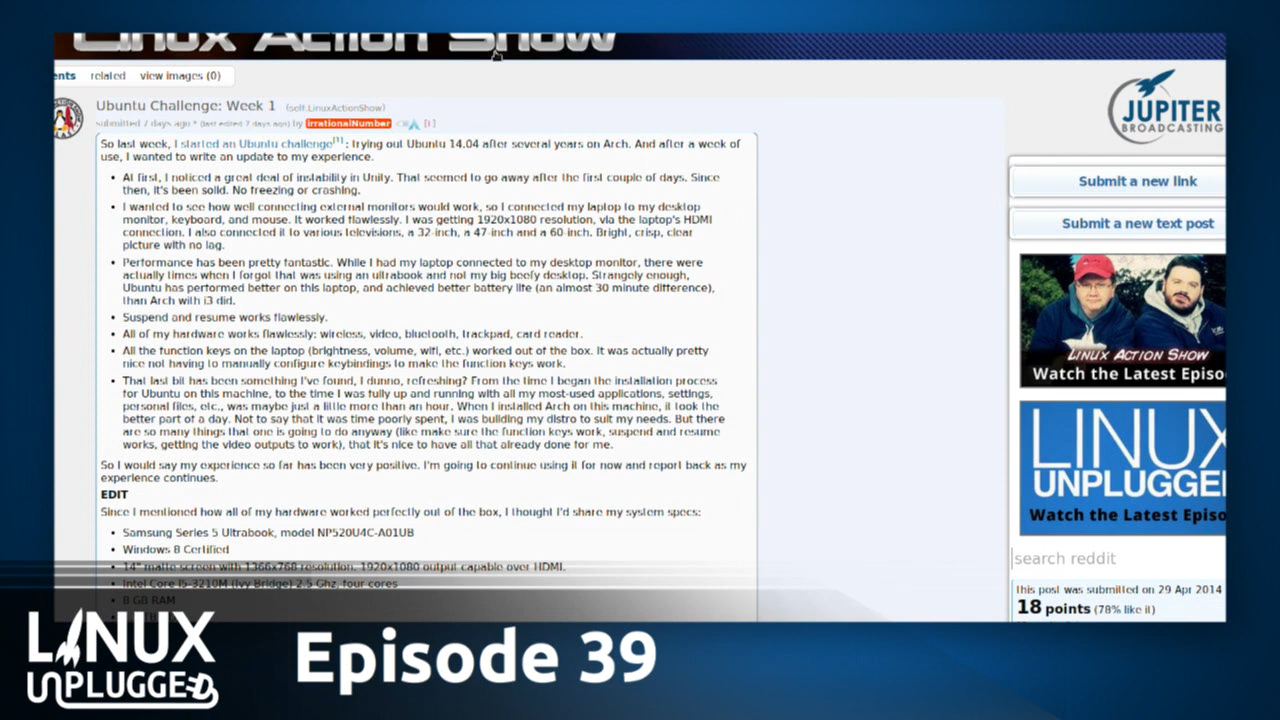 Linux Action Show
ents related view images (0)
Ubuntu Challenge: Week 1 (self.LinuxActionShow)
submitted 7 days ago * (last edited 7 days ago) by irrationalNumber
So last week, I started an Ubuntu challenge[1]: trying out Ubuntu 14.04 after several years on Arch. And after a week of
use, I wanted to write an update to my experience.
• At first, I noticed a great deal of instability in Unity. That seemed to go away after the first couple of days. Since
then, it's been solid. No freezing or crashing.
• I wanted to see how well connecting external monitors would work, so I connected my laptop to my desktop
monitor, keyboard, and mouse. It worked flawlessly. I was getting 1920x1080 resolution, via the laptop's HDMI
connection. I also connected it to various televisions, a 32-inch, a 47-inch and a 60-inch. Bright, crisp, clear
picture with no lag.
• Performance has been pretty fantastic. While I had my laptop connected to my desktop monitor, there were
actually times when I forgot that was using an ultrabook and not my big beefy desktop. Strangely enough,
Ubuntu has performed better on this laptop, and achieved better battery life (an almost 30 minute difference),
than Arch with i3 did.
• Suspend and resume works flawlessly.
• All of my hardware works flawlessly: wireless, video, bluetooth, trackpad, card reader.
• All the function keys on the laptop (brightness, volume, wifi, etc.) worked out of the box. It was actually pretty
nice not having to manually configure keybindings to make the function keys work.
• That last bit has been something I've found, I dunno, refreshing? From the time I began the installation process
for Ubuntu on this machine, to the time I was fully up and running with all my most-used applications, settings,
personal files, etc., was maybe just a little more than an hour. When I installed Arch on this machine, it took the
better part of a day. Not to say that it was time poorly spent, I was building my distro to suit my needs. But there
are so many things that one is going to do anyway (like make sure the function keys work, suspend and resume
works, getting the video outputs to work), that it's nice to have all that already done for me.
So I would say my experience so far has been very positive. I'm going to continue using it for now and report back as my
experience continues.
EDIT
Since I mentioned how all of my hardware worked perfectly out of the box, I thought I'd share my system specs:
• Samsung Series 5 Ultrabook, model NP520U4C-A01UB
• Windows 8 Certified
• 14" matte screen with 1366x768 resolution. 1920x1080 output capable over HDMI.
• Intel Core i5-3210M (Ivy Bridge) 2.5 Ghz, four cores
• 8 GB RAM
JUPITER
BROADCASTING
Submit a new link
Submit a new text post
LINUX ACTION SHOW
Watch the Latest Episo
LINUX
UNPLUGGE
Watch the Latest Episo
search reddit
this post was submitted on 29 Apr 2014
18 points (78% like it)
LINUX
UNPLUGGED
Episode 39